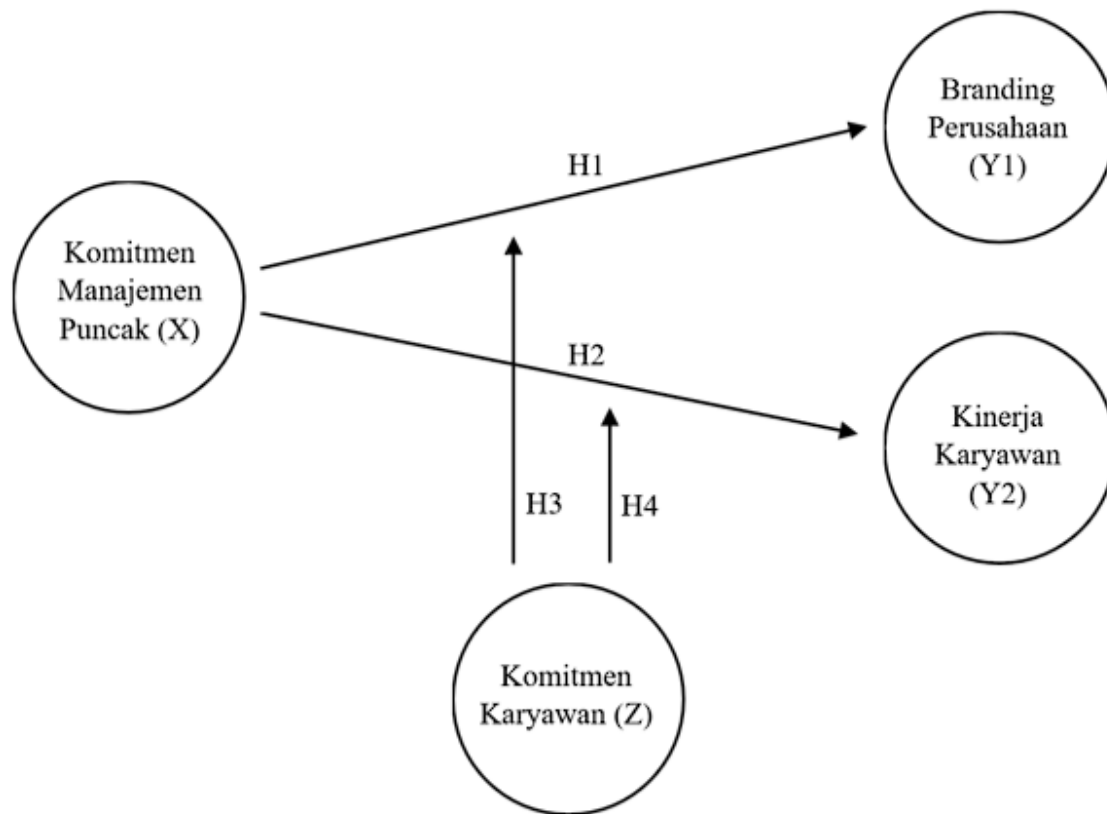 Branding
Perusahaan
(Y1)
H1
Komitmen
Manajemen
Puncak (X)
H2
Kinerja
Karyawan
(Y2)
H3
H4
Komitmen
Karyawan (Z)